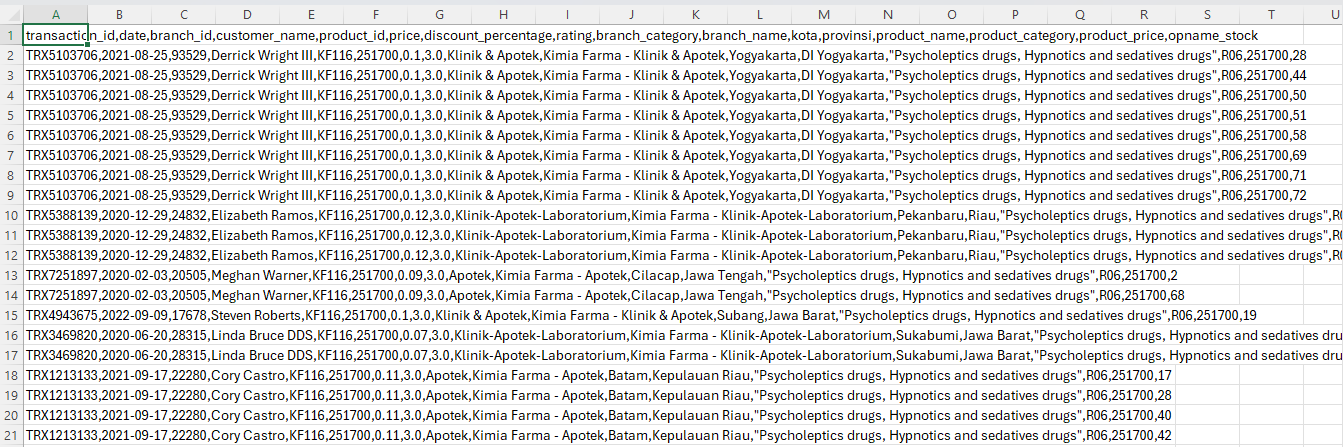 A B C D E F G H I J K L M N O P Q R S T U
1 transaction_id,date,branch_id,customer_name,product_id,price,discount_percentage,rating,branch_category,branch_name,kota,provinsi,product_name,product_category,product_price,opname_stock
2 TRX5103706,2021-08-25,93529,Derrick Wright III,KF116,251700,0.1,3.0,Klinik & Apotek,Kimia Farma - Klinik & Apotek,Yogyakarta,DI Yogyakarta,"Psycholeptics drugs, Hypnotics and sedatives drugs",R06,251700,28
3 TRX5103706,2021-08-25,93529,Derrick Wright III,KF116,251700,0.1,3.0,Klinik & Apotek,Kimia Farma - Klinik & Apotek,Yogyakarta,DI Yogyakarta,"Psycholeptics drugs, Hypnotics and sedatives drugs",R06,251700,44
4 TRX5103706,2021-08-25,93529,Derrick Wright III,KF116,251700,0.1,3.0,Klinik & Apotek,Kimia Farma - Klinik & Apotek,Yogyakarta,DI Yogyakarta,"Psycholeptics drugs, Hypnotics and sedatives drugs",R06,251700,50
5 TRX5103706,2021-08-25,93529,Derrick Wright III,KF116,251700,0.1,3.0,Klinik & Apotek,Kimia Farma - Klinik & Apotek,Yogyakarta,DI Yogyakarta,"Psycholeptics drugs, Hypnotics and sedatives drugs",R06,251700,51
6 TRX5103706,2021-08-25,93529,Derrick Wright III,KF116,251700,0.1,3.0,Klinik & Apotek,Kimia Farma - Klinik & Apotek,Yogyakarta,DI Yogyakarta,"Psycholeptics drugs, Hypnotics and sedatives drugs",R06,251700,58
7 TRX5103706,2021-08-25,93529,Derrick Wright III,KF116,251700,0.1,3.0,Klinik & Apotek,Kimia Farma - Klinik & Apotek,Yogyakarta,DI Yogyakarta,"Psycholeptics drugs, Hypnotics and sedatives drugs",R06,251700,69
8 TRX5103706,2021-08-25,93529,Derrick Wright III,KF116,251700,0.1,3.0,Klinik & Apotek,Kimia Farma - Klinik & Apotek,Yogyakarta,DI Yogyakarta,"Psycholeptics drugs, Hypnotics and sedatives drugs",R06,251700,71
9 TRX5103706,2021-08-25,93529,Derrick Wright III,KF116,251700,0.1,3.0,Klinik & Apotek,Kimia Farma - Klinik & Apotek,Yogyakarta,DI Yogyakarta,"Psycholeptics drugs, Hypnotics and sedatives drugs",R06,251700,72
10 TRX5388139,2020-12-29,24832,Elizabeth Ramos,KF116,251700,0.12,3.0,Klinik-Apotek-Laboratorium,Kimia Farma - Klinik-Apotek-Laboratorium,Pekanbaru,Riau,"Psycholeptics drugs, Hypnotics and sedatives drugs",R
11 TRX5388139,2020-12-29,24832,Elizabeth Ramos,KF116,251700,0.12,3.0,Klinik-Apotek-Laboratorium,Kimia Farma - Klinik-Apotek-Laboratorium,Pekanbaru,Riau,"Psycholeptics drugs, Hypnotics and sedatives drugs",R
12 TRX5388139,2020-12-29,24832,Elizabeth Ramos,KF116,251700,0.12,3.0,Klinik-Apotek-Laboratorium,Kimia Farma - Klinik-Apotek-Laboratorium,Pekanbaru,Riau,"Psycholeptics drugs, Hypnotics and sedatives drugs",R
13 TRX7251897,2020-02-03,20505,Meghan Warner,KF116,251700,0.09,3.0,Apotek,Kimia Farma - Apotek,Cilacap,Jawa Tengah,"Psycholeptics drugs, Hypnotics and sedatives drugs",R06,251700,2
14 TRX7251897,2020-02-03,20505,Meghan Warner,KF116,251700,0.09,3.0,Apotek,Kimia Farma - Apotek,Cilacap,Jawa Tengah,"Psycholeptics drugs, Hypnotics and sedatives drugs",R06,251700,68
15 TRX4943675,2022-09-09,17678,Steven Roberts,KF116,251700,0.1,3.0,Klinik & Apotek,Kimia Farma - Klinik & Apotek,Subang,Jawa Barat,"Psycholeptics drugs, Hypnotics and sedatives drugs",R06,251700,19
16 TRX3469820,2020-06-20,28315,Linda Bruce DDS,KF116,251700,0.07,3.0,Klinik-Apotek-Laboratorium,Kimia Farma - Klinik-Apotek-Laboratorium,Sukabumi,Jawa Barat,"Psycholeptics drugs, Hypnotics and sedatives dru
17 TRX3469820,2020-06-20,28315,Linda Bruce DDS,KF116,251700,0.07,3.0,Klinik-Apotek-Laboratorium,Kimia Farma - Klinik-Apotek-Laboratorium,Sukabumi,Jawa Barat,"Psycholeptics drugs, Hypnotics and sedatives dru
18 TRX1213133,2021-09-17,22280,Cory Castro,KF116,251700,0.11,3.0,Apotek,Kimia Farma - Apotek,Batam,Kepulauan Riau,"Psycholeptics drugs, Hypnotics and sedatives drugs",R06,251700,17
19 TRX1213133,2021-09-17,22280,Cory Castro,KF116,251700,0.11,3.0,Apotek,Kimia Farma - Apotek,Batam,Kepulauan Riau,"Psycholeptics drugs, Hypnotics and sedatives drugs",R06,251700,28
20 TRX1213133,2021-09-17,22280,Cory Castro,KF116,251700,0.11,3.0,Apotek,Kimia Farma - Apotek,Batam,Kepulauan Riau,"Psycholeptics drugs, Hypnotics and sedatives drugs",R06,251700,40
21 TRX1213133,2021-09-17,22280,Cory Castro,KF116,251700,0.11,3.0,Apotek,Kimia Farma - Apotek,Batam,Kepulauan Riau,"Psycholeptics drugs, Hypnotics and sedatives drugs",R06,251700,42